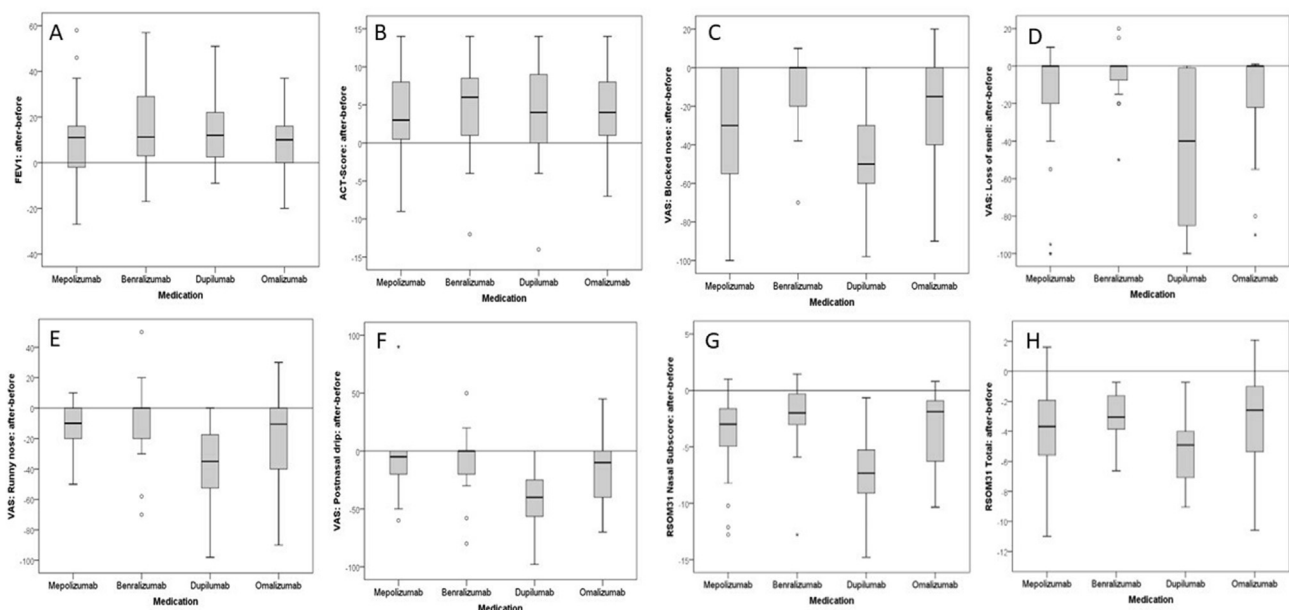 A
FEV1: after-before
60
40
20
0
-20
-40
Mepolizumab Benralizumab Dupilumab Omalizumab
Medication
B
ACT-Score: after-before
15
10
5
0
-5
-10
-15
Mepolizumab Benralizumab Dupilumab Omalizumab
Medication
C
VAS: Blocked nose: after-before
20
0
-20
-40
-60
-80
-100
Mepolizumab Benralizumab Dupilumab Omalizumab
Medication
D
VAS: Loss of smell: after-before
20
0
-20
-40
-60
-80
-100
Mepolizumab Benralizumab Dupilumab Omalizumab
Medication
E
VAS: Runny nose: after-before
60
40
20
0
-20
-40
-60
-80
-100
Mepolizumab Benralizumab Dupilumab Omalizumab
Medication
F
VAS: Postnasal drip: after-before
100
50
0
-50
-100
Mepolizumab Benralizumab Dupilumab Omalizumab
Medication
G
RSOM31 Nasal Subscore: after-before
5
0
-5
-10
-15
Mepolizumab Benralizumab Dupilumab Omalizumab
Medication
H
RSOM31 Total: after-before
2
0
-2
-4
-6
-8
-10
-12
Mepolizumab Benralizumab Dupilumab Omalizumab
Medication